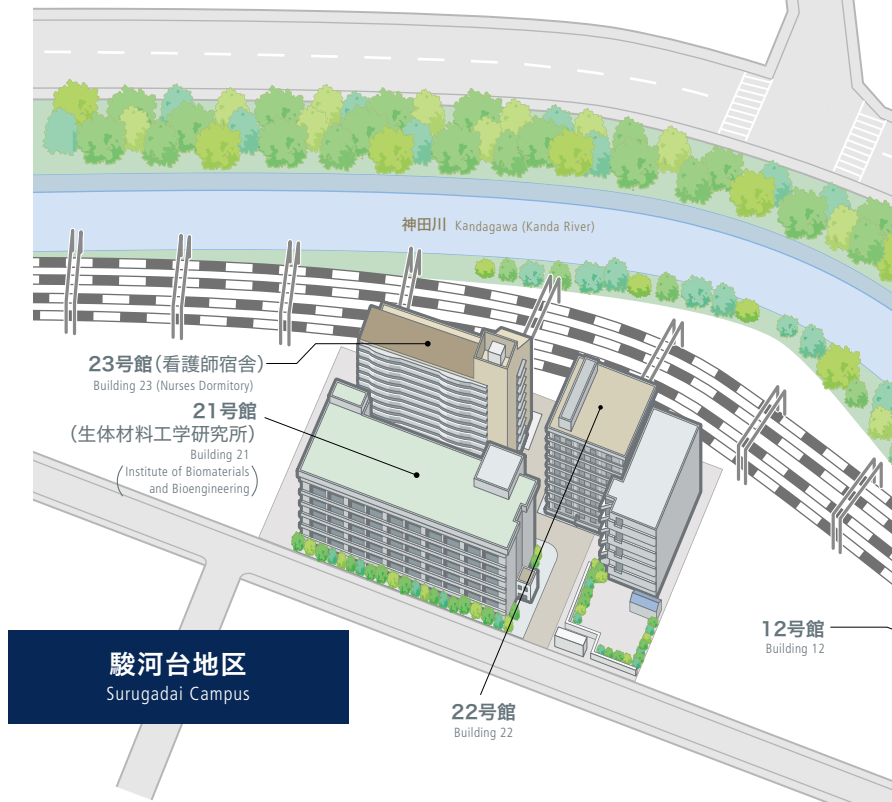 神田川 Kandagawa (Kanda River)
23号館(看護師宿舎)
Building 23 (Nurses Dormitory)
21号館
(生体材料工学研究所)
Building 21
(Institute of Biomaterials
and Bioengineering)
12号館
Building 12
駿河台地区
Surugadai Campus
22号館
Building 22